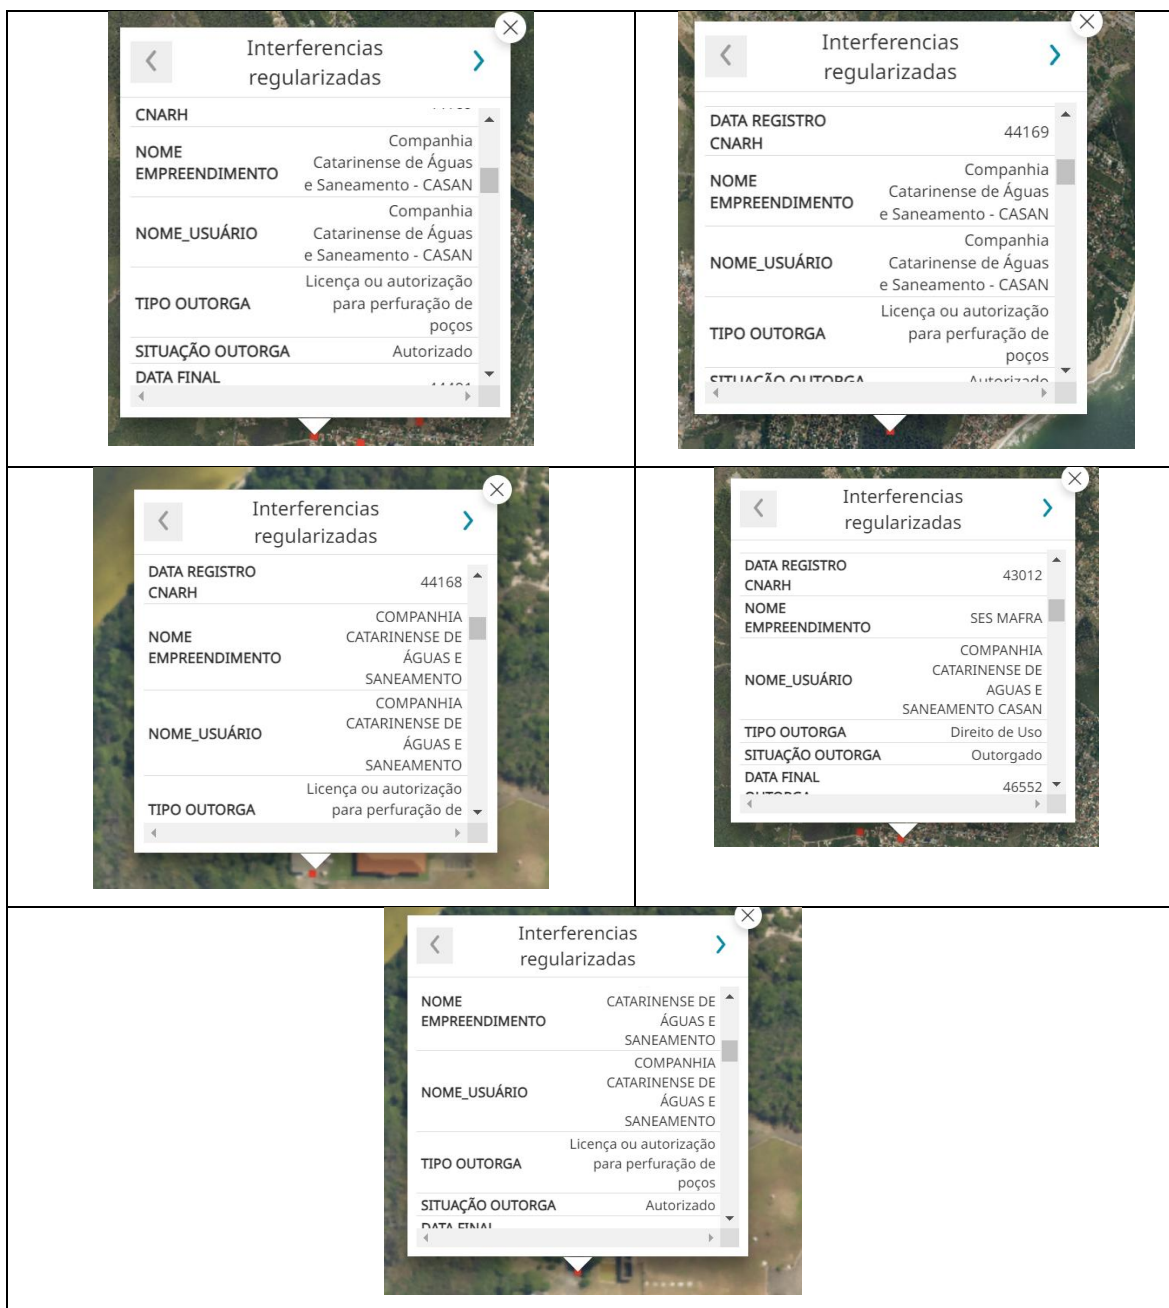 Interferencias
regularizadas
CNARH
NOME
EMPREENDIMENTO
Companhia
Catarinense de Águas
e Saneamento - CASAN
NOME_USUÁRIO
Companhia
Catarinense de Águas
e Saneamento - CASAN
TIPO OUTORGA
Licença ou autorização
para perfuração de
poços
SITUAÇÃO OUTORGA
Autorizado
DATA FINAL
Interferencias
regularizadas
DATA REGISTRO
CNARH
44169
NOME
EMPREENDIMENTO
Companhia
Catarinense de Águas
e Saneamento - CASAN
NOME_USUÁRIO
Companhia
Catarinense de Águas
e Saneamento - CASAN
TIPO OUTORGA
Licença ou autorização
para perfuração de
poços
SITUAÇÃO OUTORGA
Autorizado
Interferencias
regularizadas
DATA REGISTRO
CNARH
44168
NOME
EMPREENDIMENTO
COMPANHIA
CATARINENSE DE
ÁGUAS E
SANEAMENTO
NOME_USUÁRIO
COMPANHIA
CATARINENSE DE
ÁGUAS E
SANEAMENTO
TIPO OUTORGA
Licença ou autorização
para perfuração de
Interferencias
regularizadas
DATA REGISTRO
CNARH
43012
NOME
EMPREENDIMENTO
SES MAFRA
NOME_USUÁRIO
COMPANHIA
CATARINENSE DE
AGUAS E
SANEAMENTO CASAN
TIPO OUTORGA
Direito de Uso
SITUAÇÃO OUTORGA
Outorgado
DATA FINAL
OUTORGA
46552
Interferencias
regularizadas
NOME
EMPREENDIMENTO
CATARINENSE DE
ÁGUAS E
SANEAMENTO
NOME_USUÁRIO
COMPANHIA
CATARINENSE DE
ÁGUAS E
SANEAMENTO
TIPO OUTORGA
Licença ou autorização
para perfuração de
poços
SITUAÇÃO OUTORGA
Autorizado
DATA FINAL